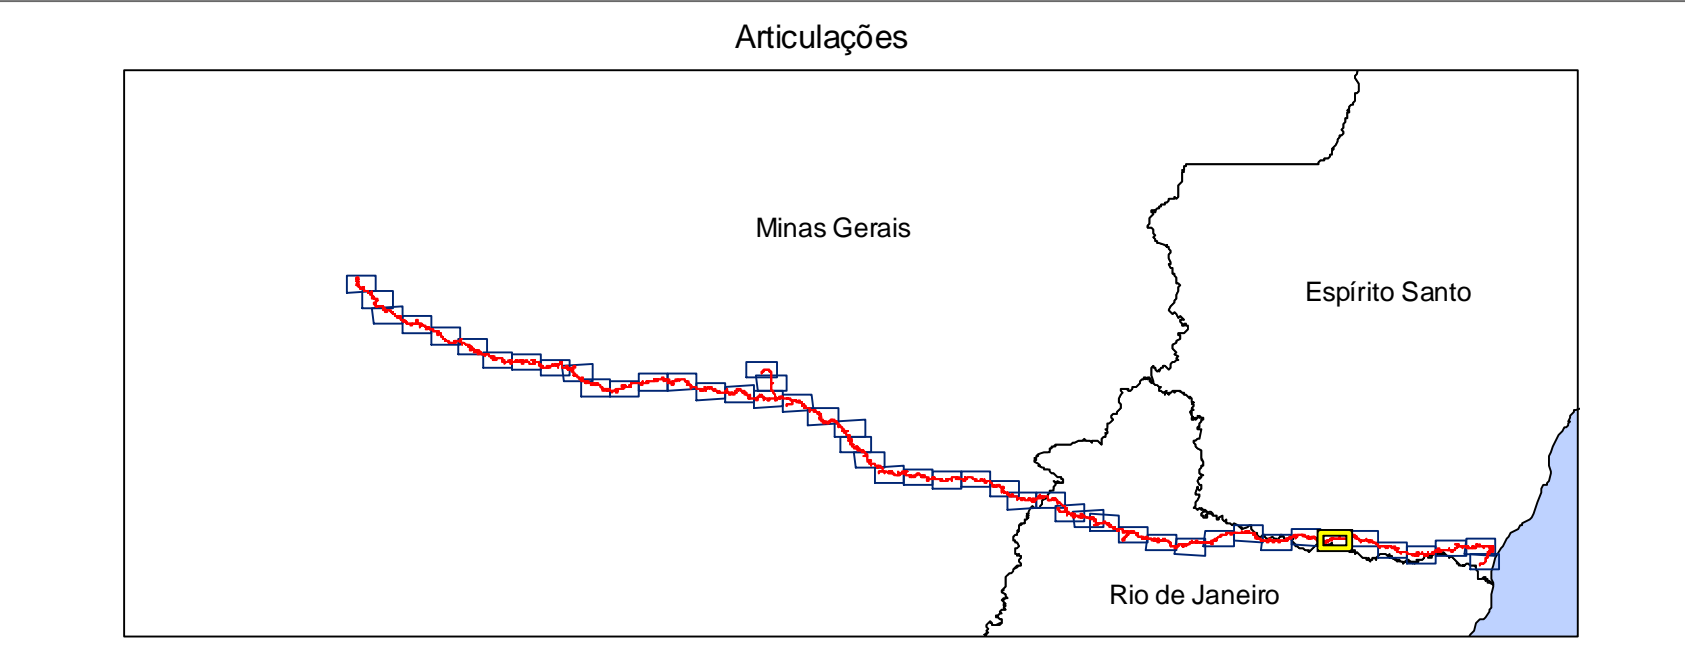 Articulações
Minas Gerais
Espírito Santo
Rio de Janeiro